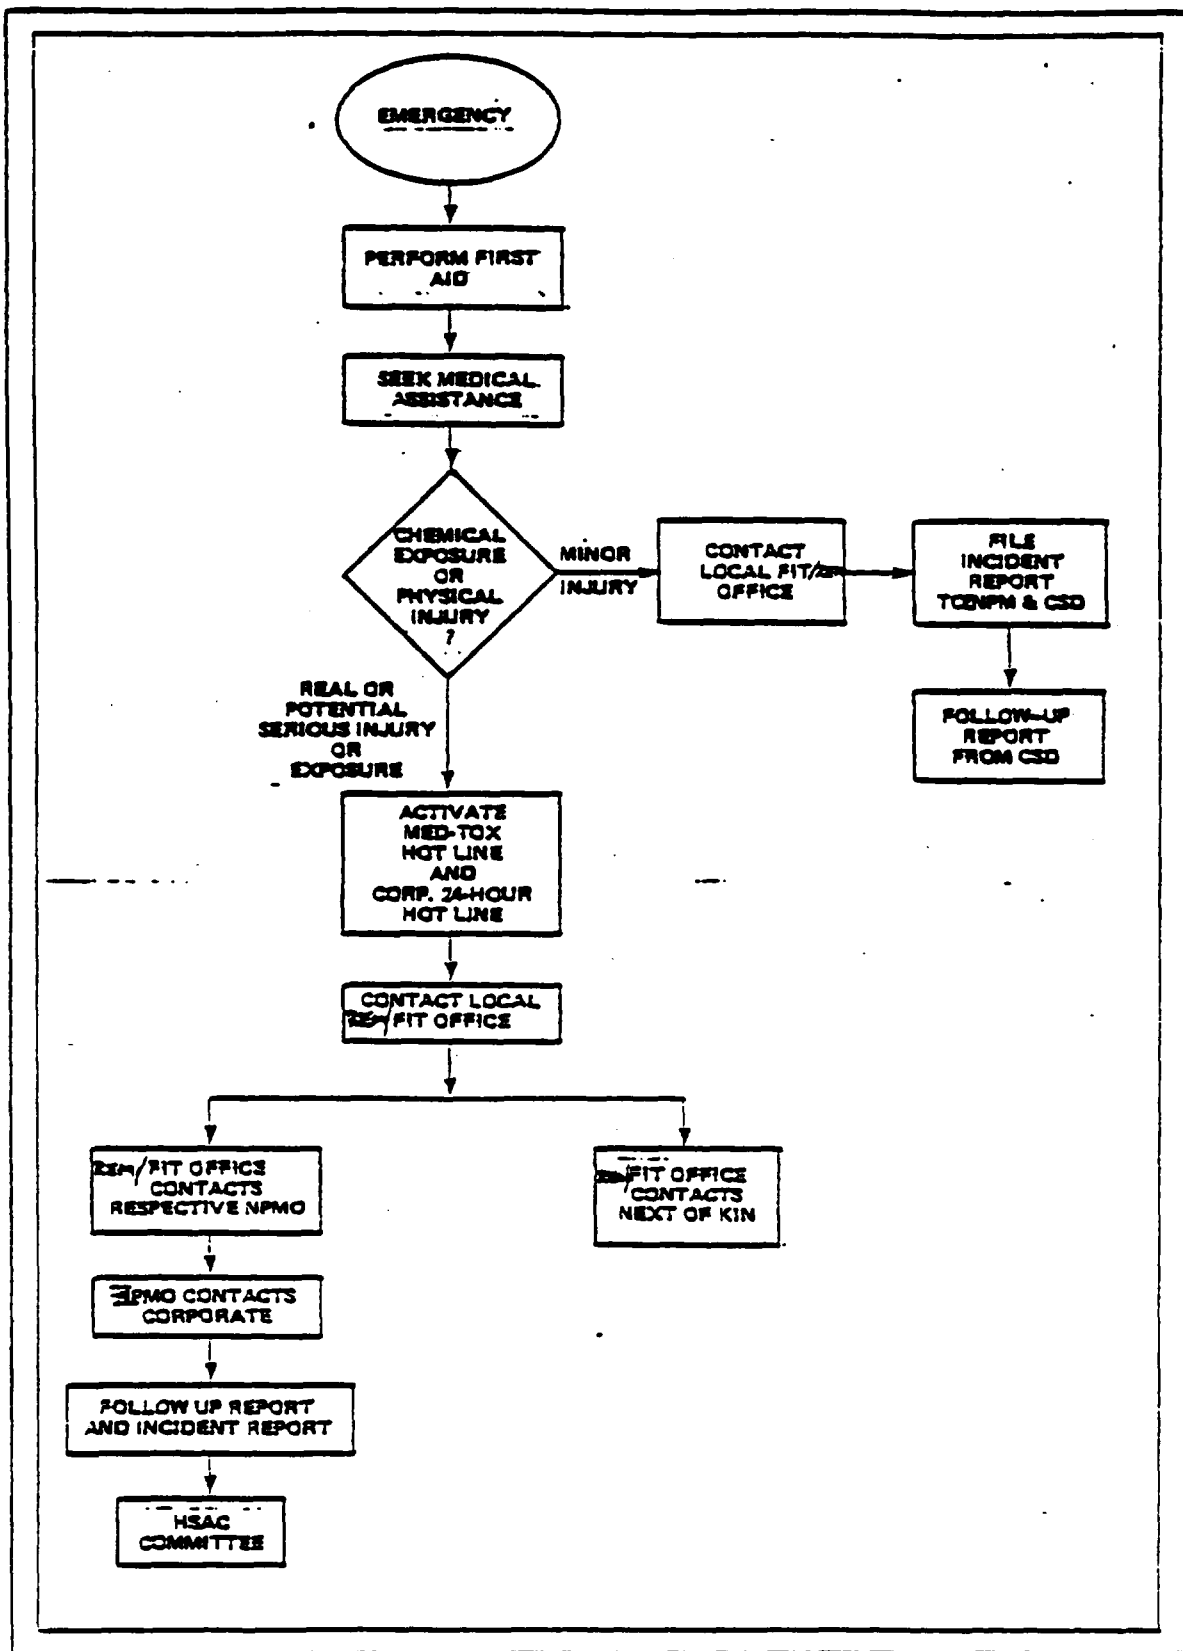 EMERGENCY
PERFORM FIRST
AID
SEEK MEDICAL
ASSISTANCE
CHEMICAL
EXPOSURE
OR
PHYSICAL
INJURY
?
MINOR
INJURY
CONTACT
LOCAL FIT/
OFFICE
FILE
INCIDENT
REPORT
& CSD
FOLLOW-UP
REPORT
FROM CSD
REAL OR
POTENTIAL
SERIOUS INJURY
OR
EXPOSURE
ACTIVATE
MED-TOX
HOT LINE
AND
CORP. 24-HOUR
HOT LINE
CONTACT LOCAL
REM/FIT OFFICE
REM/FIT OFFICE
CONTACTS
RESPECTIVE NPMO
REM/FIT OFFICE
CONTACTS
NEXT OF KIN
PMO CONTACTS
CORPORATE
FOLLOW UP REPORT
AND INCIDENT REPORT
HSAC
COMMITTEE